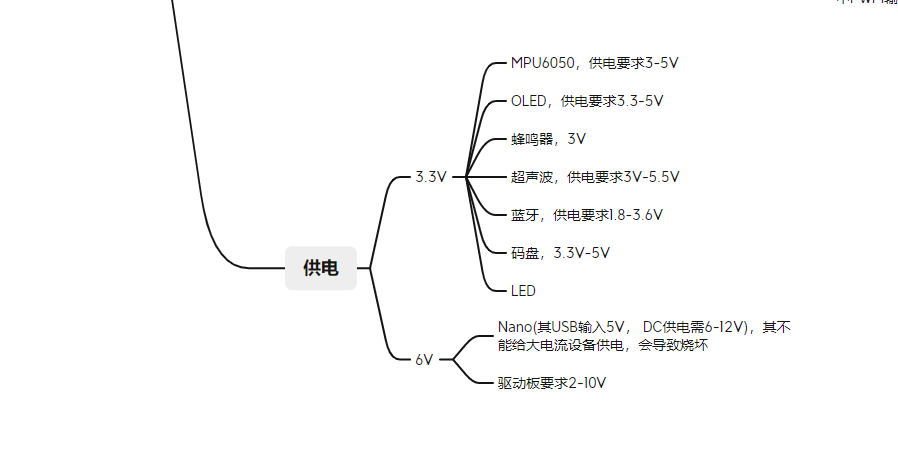 MPU6050，供电要求3-5V
OLED，供电要求3.3-5V
蜂鸣器，3V
超声波，供电要求3V-5.5V
3.3V
蓝牙，供电要求1.8-3.6V
码盘，3.3V-5V
供电
LED
Nano(其USB输入5V， DC供电需6-12V)，其不
能给大电流设备供电，会导致烧坏
6V
驱动板要求2-10V